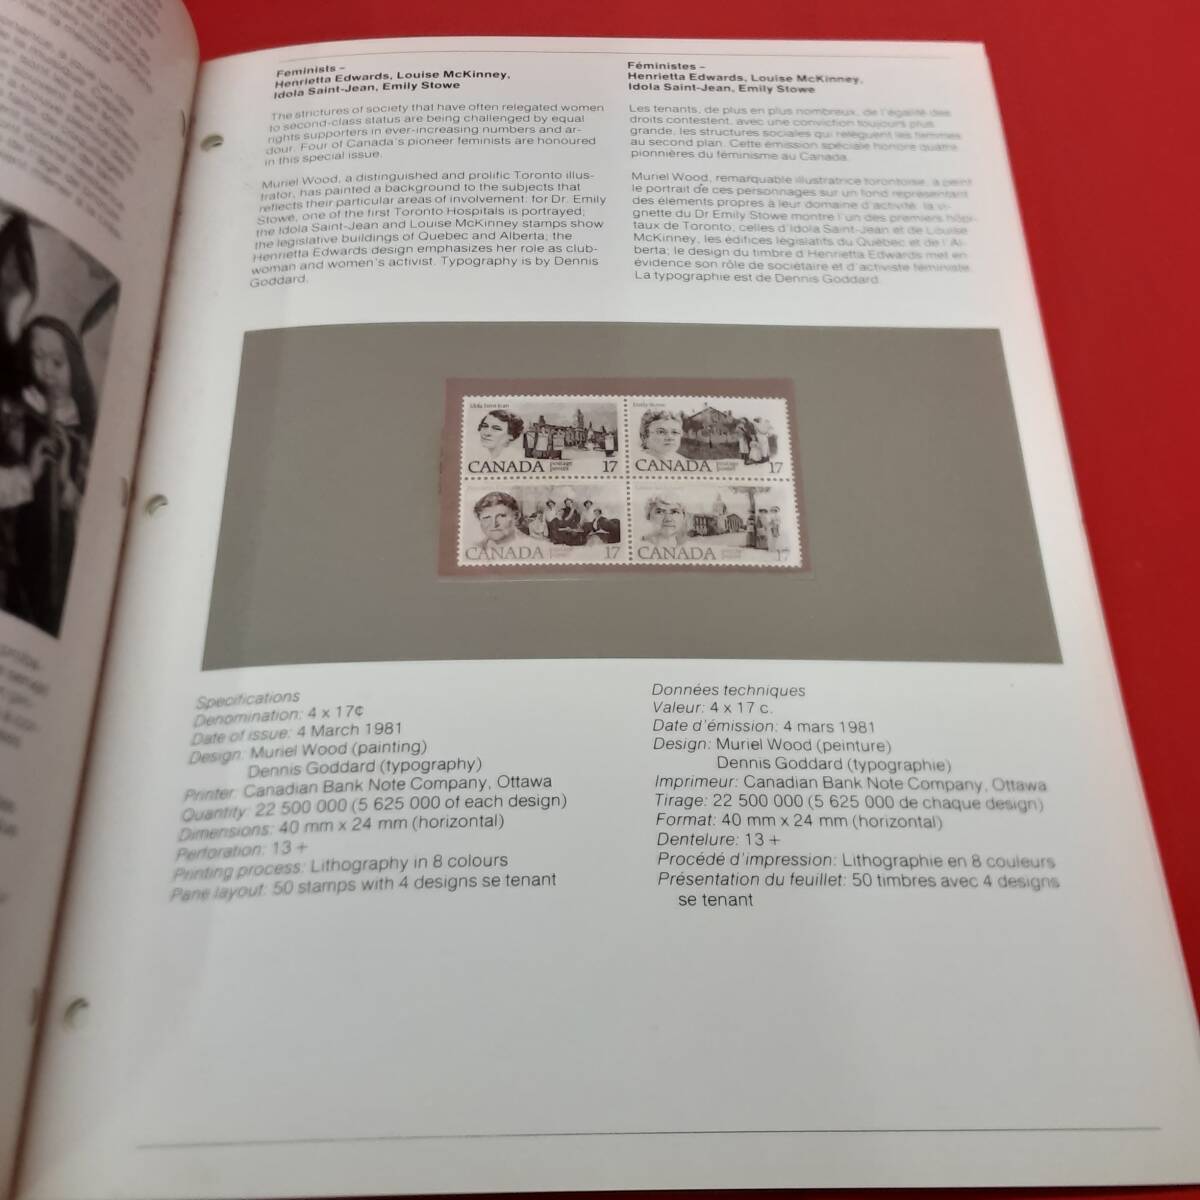 Feminists –
Henrietta Edwards, Louise McKinney,
Idola Saint-Jean, Emily Stowe
The strictures of society that have often relegated women
to second-class status are being challenged by equal
rights supporters in ever-increasing numbers and ar-
dour. Four of Canada's pioneer feminists are honoured
in this special issue.
Muriel Wood, a distinguished and prolific Toronto illus-
trator, has painted a background to the subjects that
reflects their particular areas of involvement: for Dr. Emily
Stowe, one of the first Toronto Hospitals is portrayed;
the Idola Saint-Jean and Louise McKinney stamps show
the legislative buildings of Quebec and Alberta; the
Henrietta Edwards design emphasizes her role as club-
woman and women's activist. Typography is by Dennis
Goddard.
Féministes –
Henrietta Edwards, Louise McKinney,
Idola Saint-Jean, Emily Stowe
Les tenants, de plus en plus nombreux, de l'égalité des
droits contestent, avec une conviction toujours plus
grande, les structures sociales qui relèguent les femmes
au second plan. Cette émission spéciale honore quatre
pionnières du féminisme au Canada.
Muriel Wood, remarquable illustratrice torontoise, a peint
le portrait de ces personnages sur un fond représentant
des éléments propres à leur domaine d'activité: la vi-
gnette du Dr Emily Stowe montre l'un des premiers hôpi-
taux de Toronto; celles d'Idola Saint-Jean et de Louise
McKinney, les édifices législatifs du Québec et de l'Al-
berta; le design du timbre d'Henrietta Edwards met en
évidence son rôle de sociétaire et d'activiste féministe.
La typographie est de Dennis Goddard.
Idola Saint-Jean
CANADA postage postes 17
Emily Stowe
CANADA postage postes 17
CANADA postage postes 17
CANADA postage postes 17
Specifications
Denomination: 4 x 17¢
Date of issue: 4 March 1981
Design: Muriel Wood (painting)
Dennis Goddard (typography)
Printer: Canadian Bank Note Company, Ottawa
Quantity: 22 500 000 (5 625 000 of each design)
Dimensions: 40 mm x 24 mm (horizontal)
Perforation: 13 +
Printing process: Lithography in 8 colours
Pane layout: 50 stamps with 4 designs se tenant
Données techniques
Valeur: 4 x 17 c.
Date d'émission: 4 mars 1981
Design: Muriel Wood (peinture)
Dennis Goddard (typographie)
Imprimeur: Canadian Bank Note Company, Ottawa
Tirage: 22 500 000 (5 625 000 de chaque design)
Format: 40 mm x 24 mm (horizontal)
Dentelure: 13 +
Procédé d'impression: Lithographie en 8 couleurs
Présentation du feuillet: 50 timbres avec 4 designs
se tenant